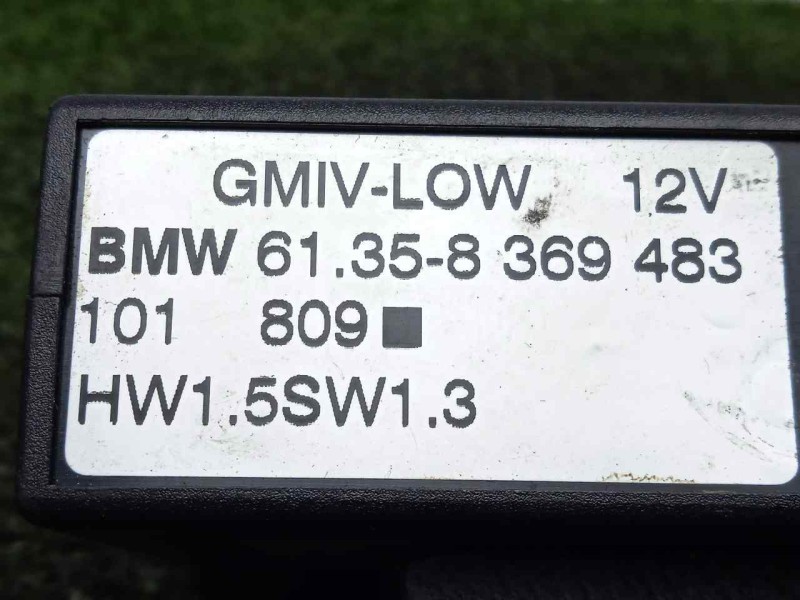 GMIV-LOW 12V
BMW 61.35-8 369 483
101 809■
HW1.5SW1.3